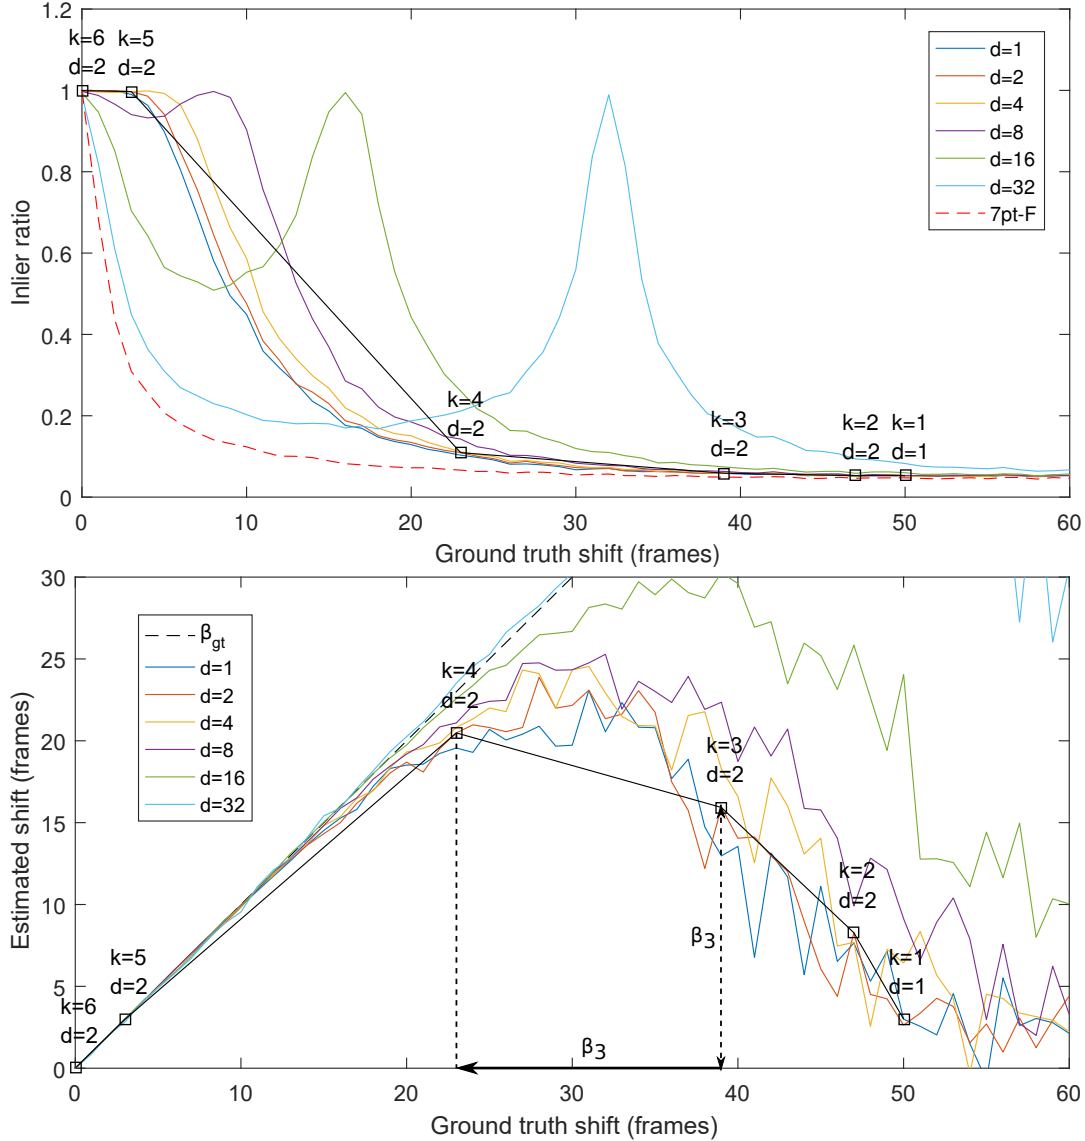 1.2
1
0.8
0.6
0.4
0.2
0
Inlier ratio
k=6
d=2
k=5
d=2
k=4
d=2
k=3
d=2
k=2
d=2
k=1
d=1
d=1
d=2
d=4
d=8
d=16
d=32
7pt-F
0 10 20 30 40 50 60
Ground truth shift (frames)
30
25
20
15
10
5
0
Estimated shift (frames)
βgt
d=1
d=2
d=4
d=8
d=16
d=32
k=4
d=2
k=3
d=2
k=2
d=2
k=5
d=2
k=1
d=1
k=6
d=2
β3
β3
0 10 20 30 40 50 60
Ground truth shift (frames)